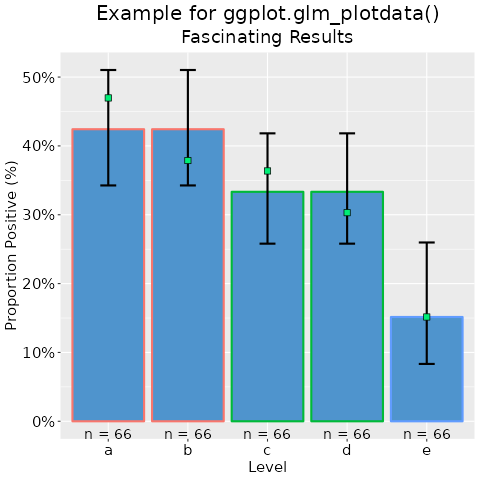 Example for ggplot.glm_plotdata()
Fascinating Results
Proportion Positive (%)
50%
40%
30%
20%
10%
0%
n = 66 n = 66 n = 66 n = 66 n = 66
a b c d e
Level